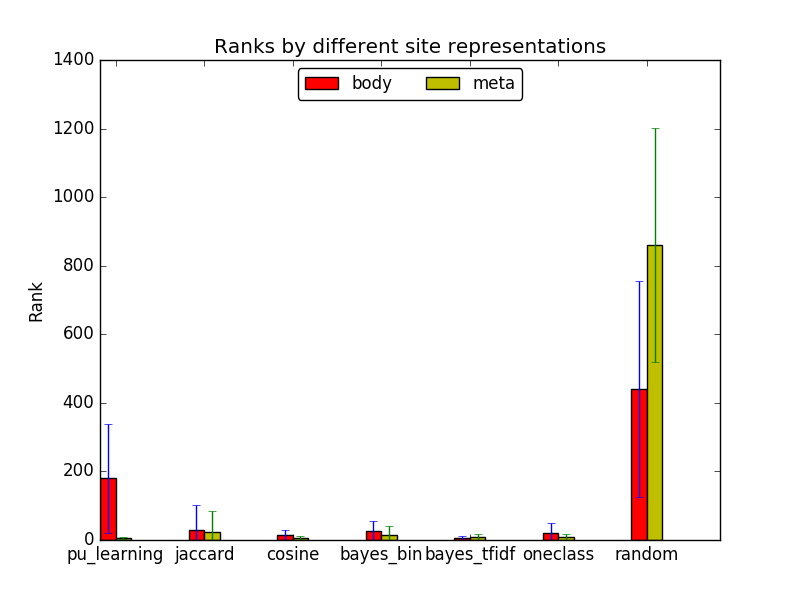 Ranks by different site representations
body meta
1400
1200
1000
800
600
400
200
0
Rank
pu_learning jaccard cosine bayes_bin bayes_tfidf oneclass random